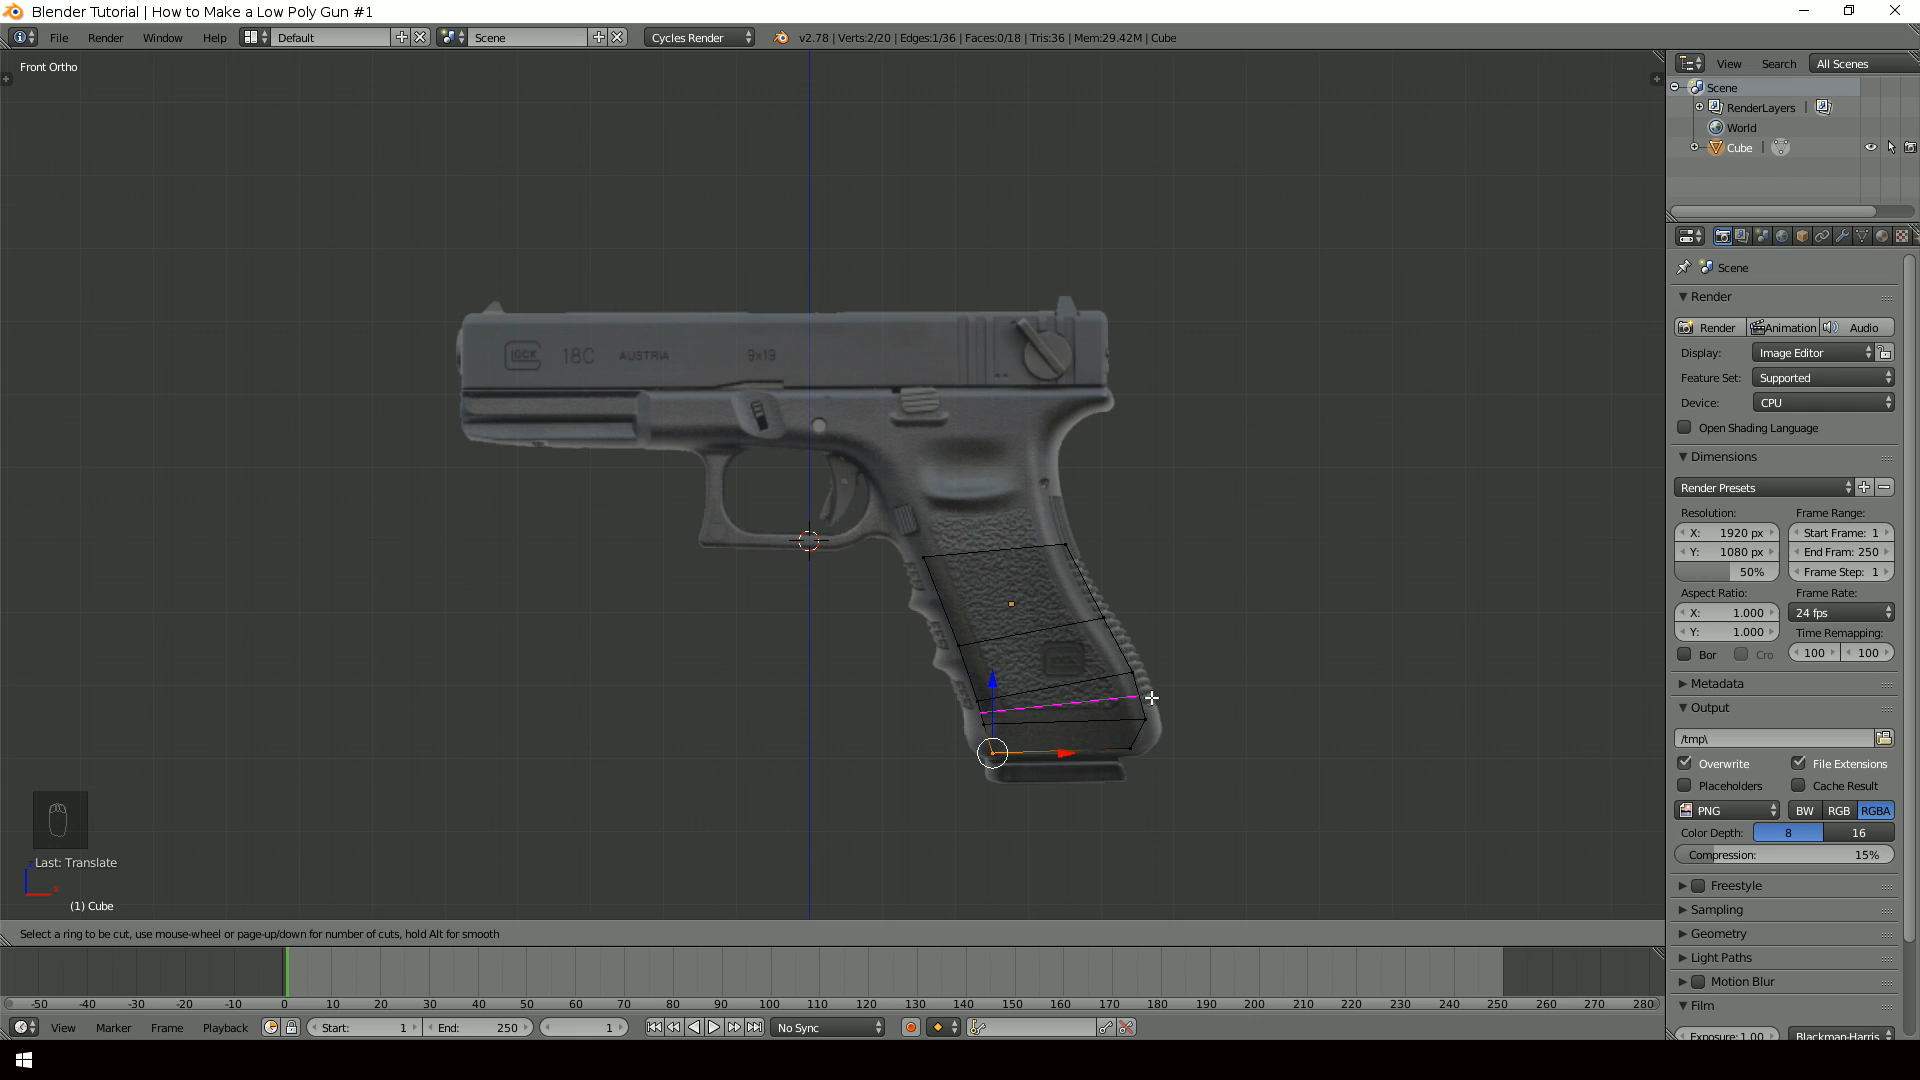 Blender Tutorial | How to Make a Low Poly Gun #1
File Render Window Help Default Scene Cycles Render v2.78 | Verts:2/20 | Edges:1/36 | Faces:0/18 | Tris:36 | Mem:29.42M | Cube
Front Ortho
View Search All Scenes
Scene
RenderLayers
World
Cube
Scene
Render
Render Animation Audio
Display: Image Editor
Feature Set: Supported
Device: CPU
Open Shading Language
Dimensions
Render Presets
Resolution: Frame Range:
X: 1920 px Start Frame: 1
Y: 1080 px End Fram: 250
50% Frame Step: 1
Aspect Ratio: Frame Rate:
X: 1.000 24 fps
Y: 1.000 Time Remapping:
Bor Cro 100 100
Metadata
Output
/tmp\
Overwrite File Extensions
Placeholders Cache Result
PNG BW RGB RGBA
Color Depth: 8 16
Compression: 15%
Freestyle
Sampling
Geometry
Light Paths
Motion Blur
Film
Exposure: 1.00 Blackman-Harris
GLOCK 18C AUSTRIA 9x19
Last: Translate
(1) Cube
Select a ring to be cut, use mouse-wheel or page-up/down for number of cuts, hold Alt for smooth
-50 -40 -30 -20 -10 0 10 20 30 40 50 60 70 80 90 100 110 120 130 140 150 160 170 180 190 200 210 220 230 240 250 260 270 280
View Marker Frame Playback Start: 1 End: 250 1 No Sync